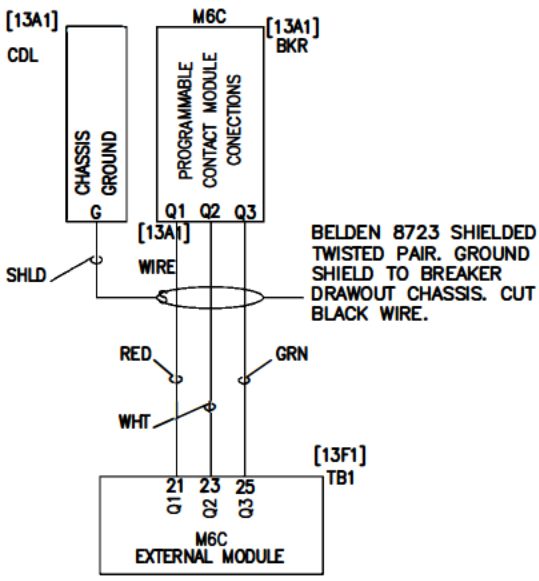 [13A1]
CDL
M6C
[13A1]
BKR
CHASSIS
GROUND
G
PROGRAMMABLE
CONTACT MODULE
CONECTIONS
Q1 Q2 Q3
[13A1]
WIRE
SHLD
S
BELDEN 8723 SHIELDED
TWISTED PAIR. GROUND
SHIELD TO BREAKER
DRAWOUT CHASSIS. CUT
BLACK WIRE.
RED
GRN
WHT
[13F1]
TB1
21 23 25
Q1 Q2 Q3
M6C
EXTERNAL MODULE